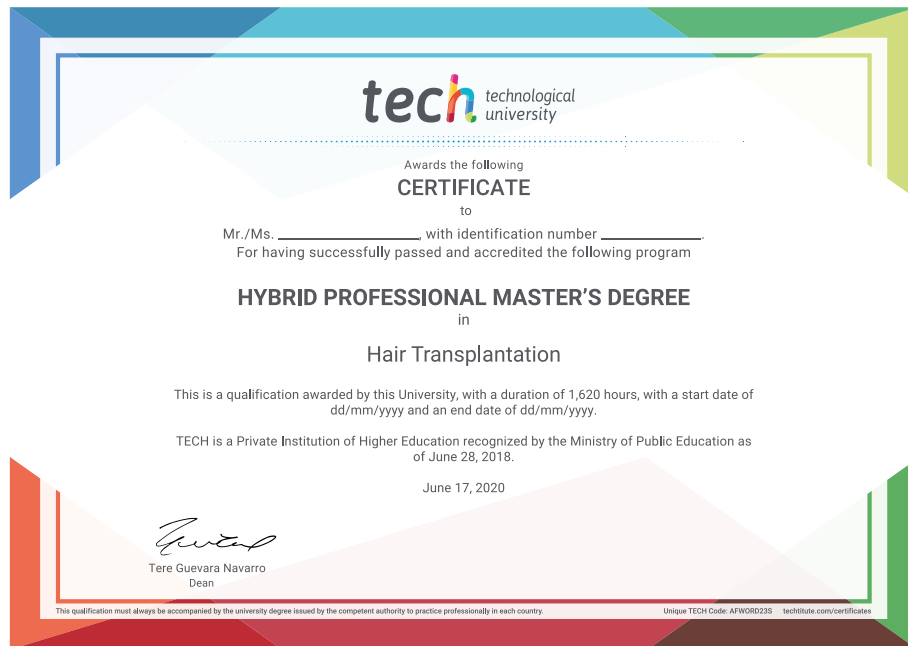 tech technological
university
Awards the following
CERTIFICATE
to
Mr./Ms. ____________________, with identification number ______________.
For having successfully passed and accredited the following program
HYBRID PROFESSIONAL MASTER'S DEGREE
in
Hair Transplantation
This is a qualification awarded by this University, with a duration of 1,620 hours, with a start date of
dd/mm/yyyy and an end date of dd/mm/yyyy.
TECH is a Private Institution of Higher Education recognized by the Ministry of Public Education as
of June 28, 2018.
June 17, 2020
Tere Guevara Navarro
Dean
This qualification must always be accompanied by the university degree issued by the competent authority to practice professionally in each country. Unique TECH Code: AFWORD23S techtitute.com/certificates